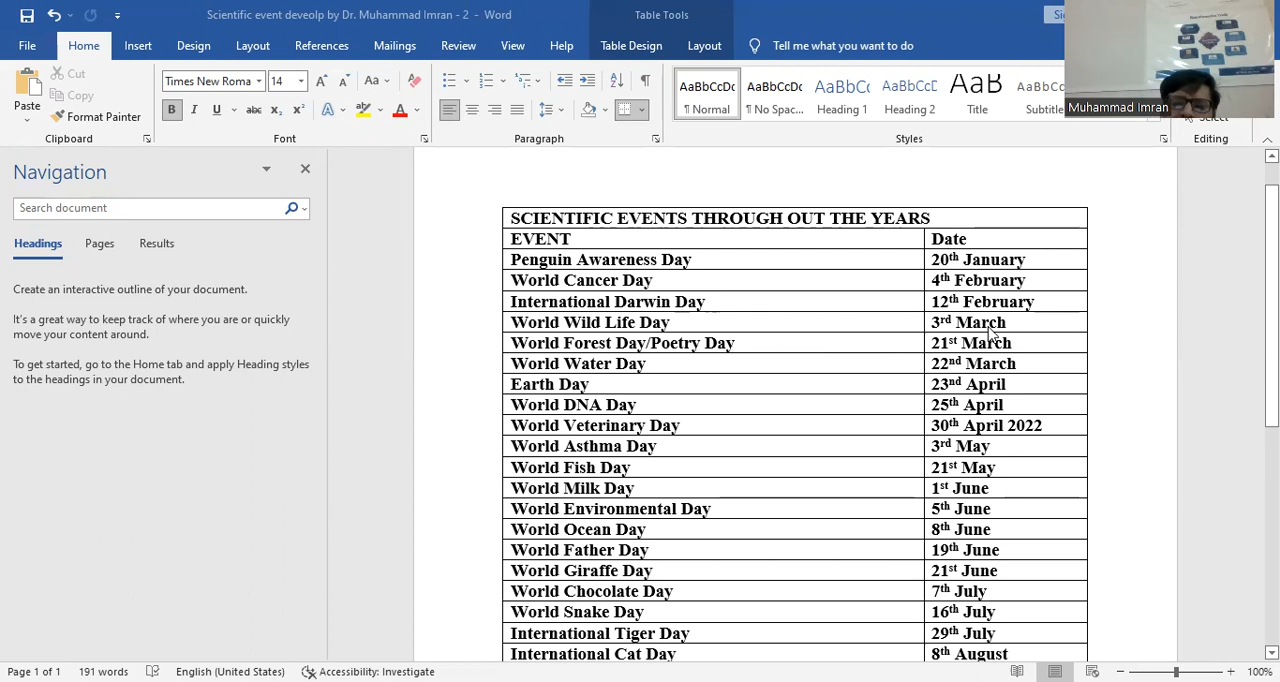 Scientific event deveolp by Dr. Muhammad Imran - 2 - Word
Table Tools
File Home Insert Design Layout References Mailings Review View Help Table Design Layout Tell me what you want to do
Muhammad Imran
Paste
Cut
Copy
Format Painter
Clipboard
Times New Roma 14
Font
Paragraph
AaBbCcDc AaBbCcDc AaBbCcD AaBbCcD AaB AaBbCcD
¶ Normal ¶ No Spac... Heading 1 Heading 2 Title Subtitle
Styles
Select
Editing
Navigation
Search document
Headings Pages Results
Create an interactive outline of your document.
It's a great way to keep track of where you are or quickly
move your content around.
To get started, go to the Home tab and apply Heading styles
to the headings in your document.
SCIENTIFIC EVENTS THROUGH OUT THE YEARS
EVENT Date
Penguin Awareness Day 20th January
World Cancer Day 4th February
International Darwin Day 12th February
World Wild Life Day 3rd March
World Forest Day/Poetry Day 21st March
World Water Day 22nd March
Earth Day 23nd April
World DNA Day 25th April
World Veterinary Day 30th April 2022
World Asthma Day 3rd May
World Fish Day 21st May
World Milk Day 1st June
World Environmental Day 5th June
World Ocean Day 8th June
World Father Day 19th June
World Giraffe Day 21st June
World Chocolate Day 7th July
World Snake Day 16th July
International Tiger Day 29th July
International Cat Day 8th August
Page 1 of 1 191 words English (United States) Accessibility: Investigate 100%